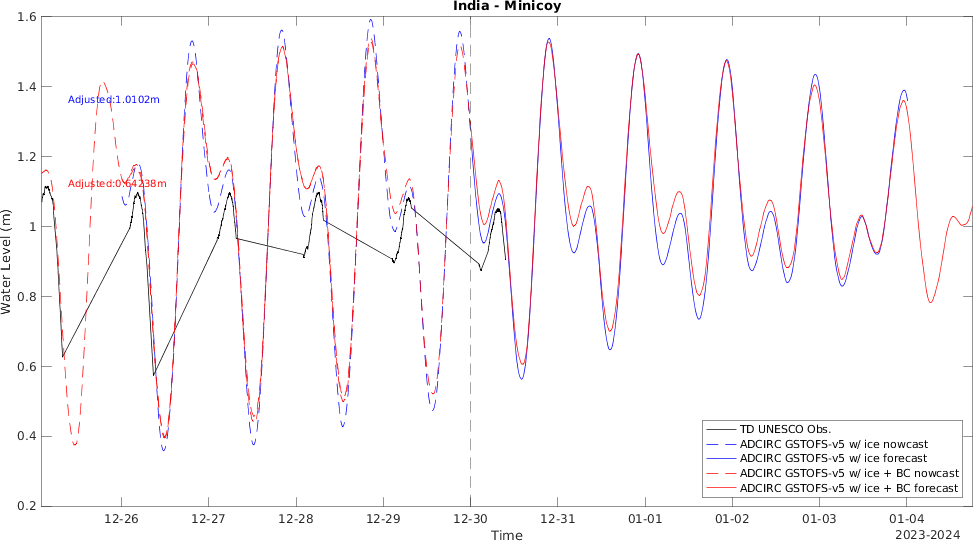 India - Minicoy
1.6
1.4
1.2
1
0.8
0.6
0.4
0.2
Water Level (m)
Adjusted:1.0102m
Adjusted:0.64238m
TD UNESCO Obs.
ADCIRC GSTOFS-v5 w/ ice nowcast
ADCIRC GSTOFS-v5 w/ ice forecast
ADCIRC GSTOFS-v5 w/ ice + BC nowcast
ADCIRC GSTOFS-v5 w/ ice + BC forecast
12-26 12-27 12-28 12-29 12-30 12-31 01-01 01-02 01-03 01-04
Time
2023-2024